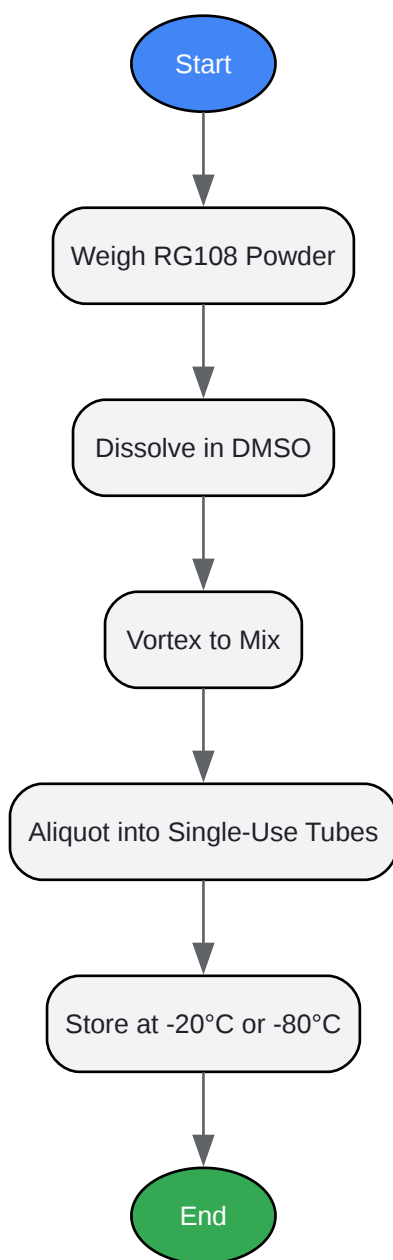 Start
Weigh RG108 Powder
Dissolve in DMSO
Vortex to Mix
Aliquot into Single-Use Tubes
Store at -20°C or -80°C
End